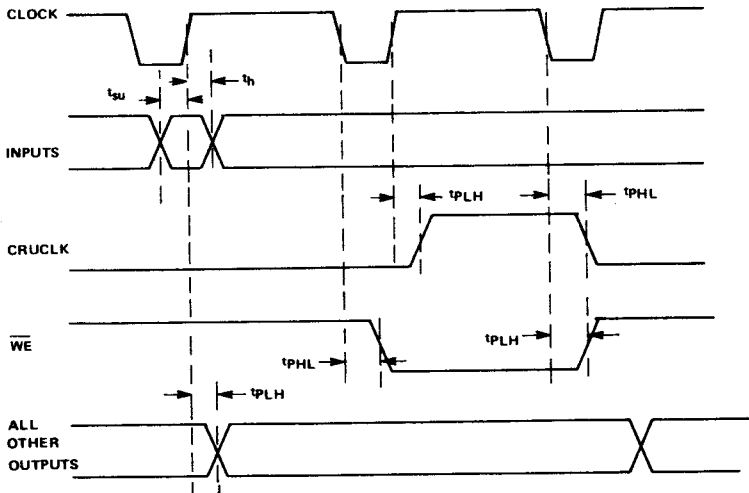 CLOCK
tsu
th
INPUTS
tPLH
tPHL
CRUCLK
WE
tPHL
tPLH
tPLH
ALL
OTHER
OUTPUTS